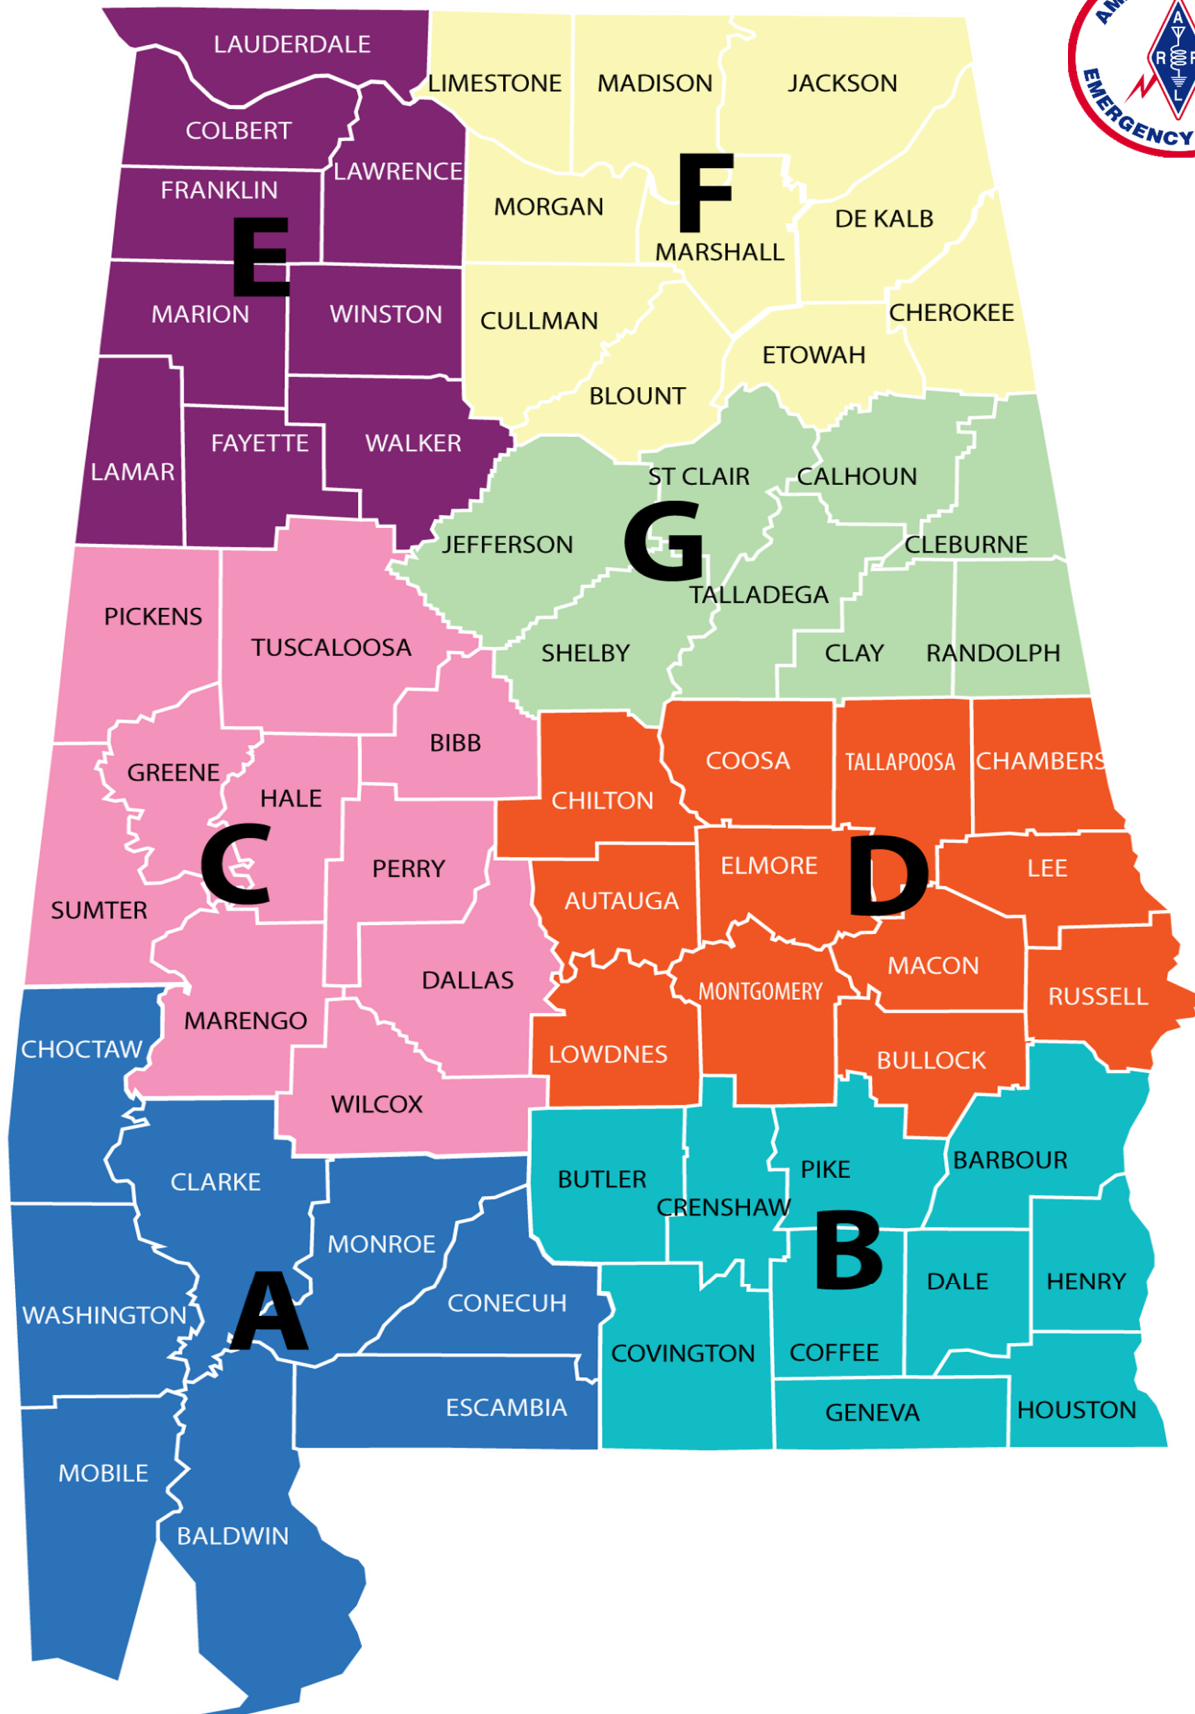 LAUDERDALE
LIMESTONE
MADISON
JACKSON
COLBERT
LAWRENCE
FRANKLIN
MORGAN
F
DE KALB
E
MARSHALL
MARION
WINSTON
CULLMAN
CHEROKEE
ETOWAH
BLOUNT
FAYETTE
WALKER
LAMAR
ST CLAIR
CALHOUN
G
JEFFERSON
CLEBURNE
TALLADEGA
PICKENS
TUSCALOOSA
SHELBY
CLAY
RANDOLPH
BIBB
GREENE
COOSA
TALLAPOOSA
CHAMBERS
HALE
CHILTON
C
PERRY
ELMORE
D
LEE
SUMTER
AUTAUGA
DALLAS
MACON
MONTGOMERY
RUSSELL
MARENGO
CHOCTAW
LOWDNES
BULLOCK
WILCOX
CLARKE
BUTLER
PIKE
BARBOUR
CRENSHAW
MONROE
B
DALE
HENRY
WASHINGTON
A
CONECUH
COVINGTON
COFFEE
ESCAMBIA
GENEVA
HOUSTON
MOBILE
BALDWIN
A
R
L
EMERGENCY